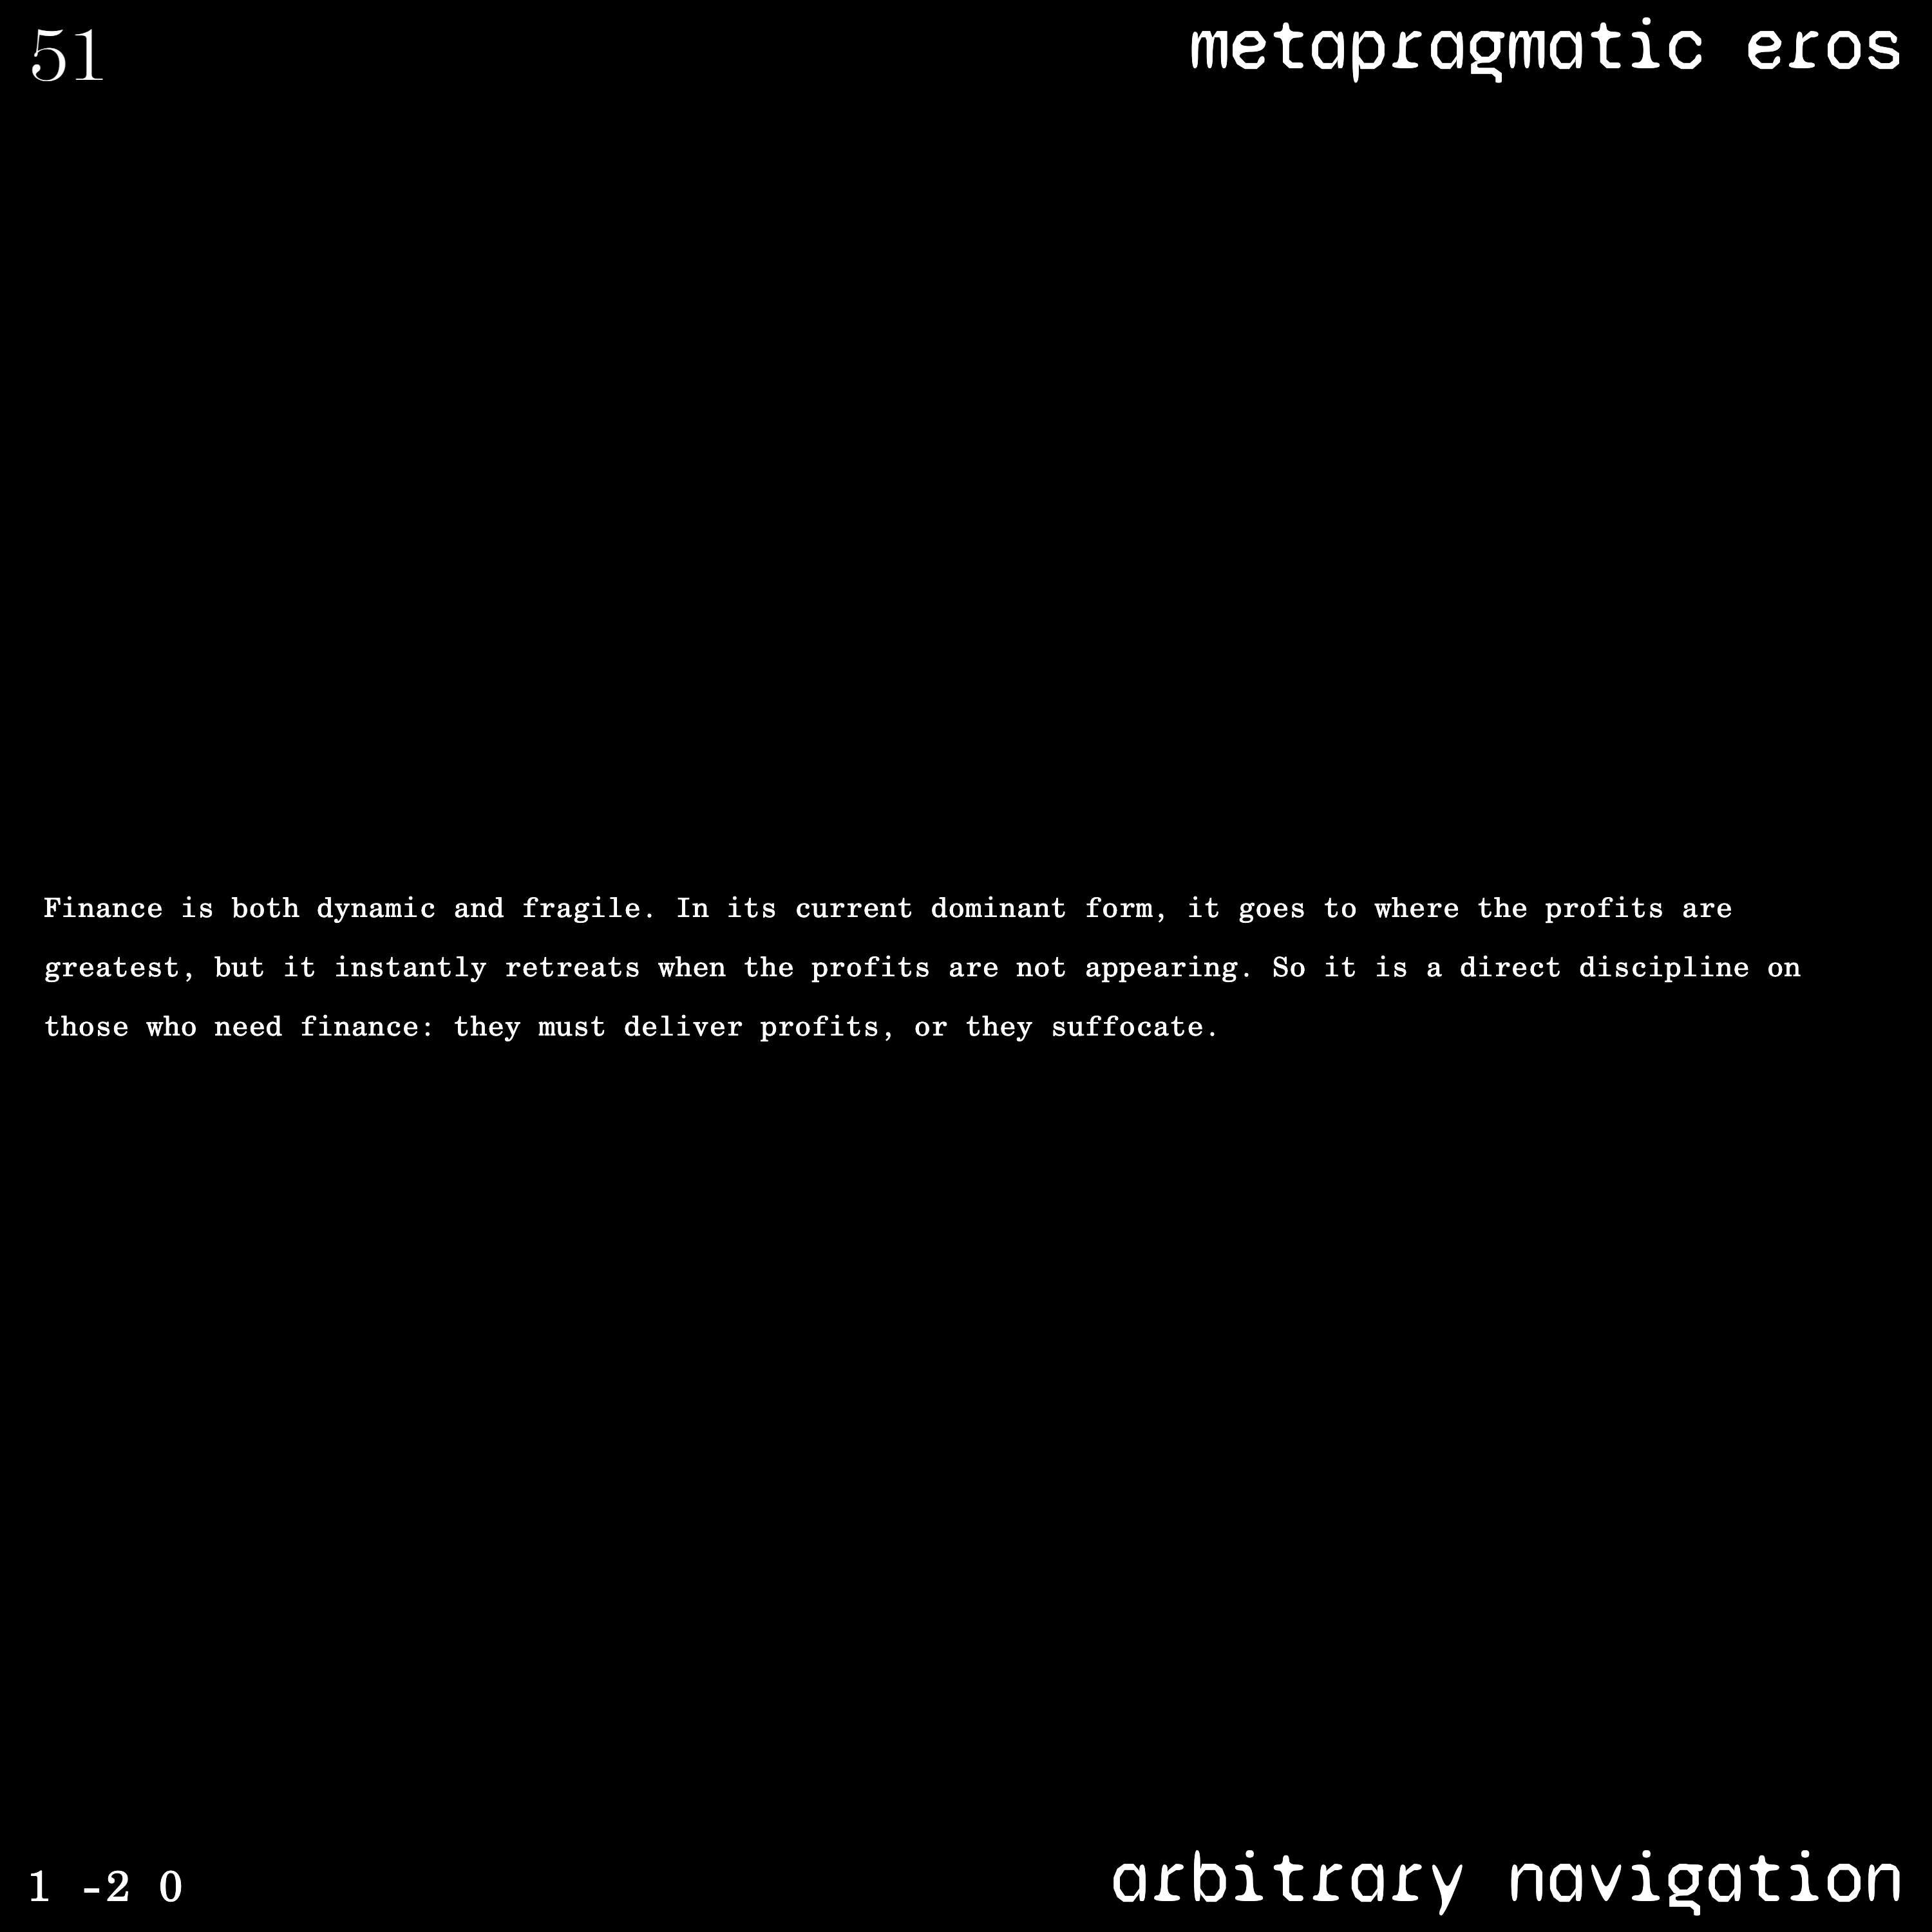 51
metapragmatic eros
Finance is both dynamic and fragile. In its current dominant form, it goes to where the profits are
greatest, but it instantly retreats when the profits are not appearing. So it is a direct discipline on
those who need finance: they must deliver profits, or they suffocate.
1 -2 0
arbitrary navigation